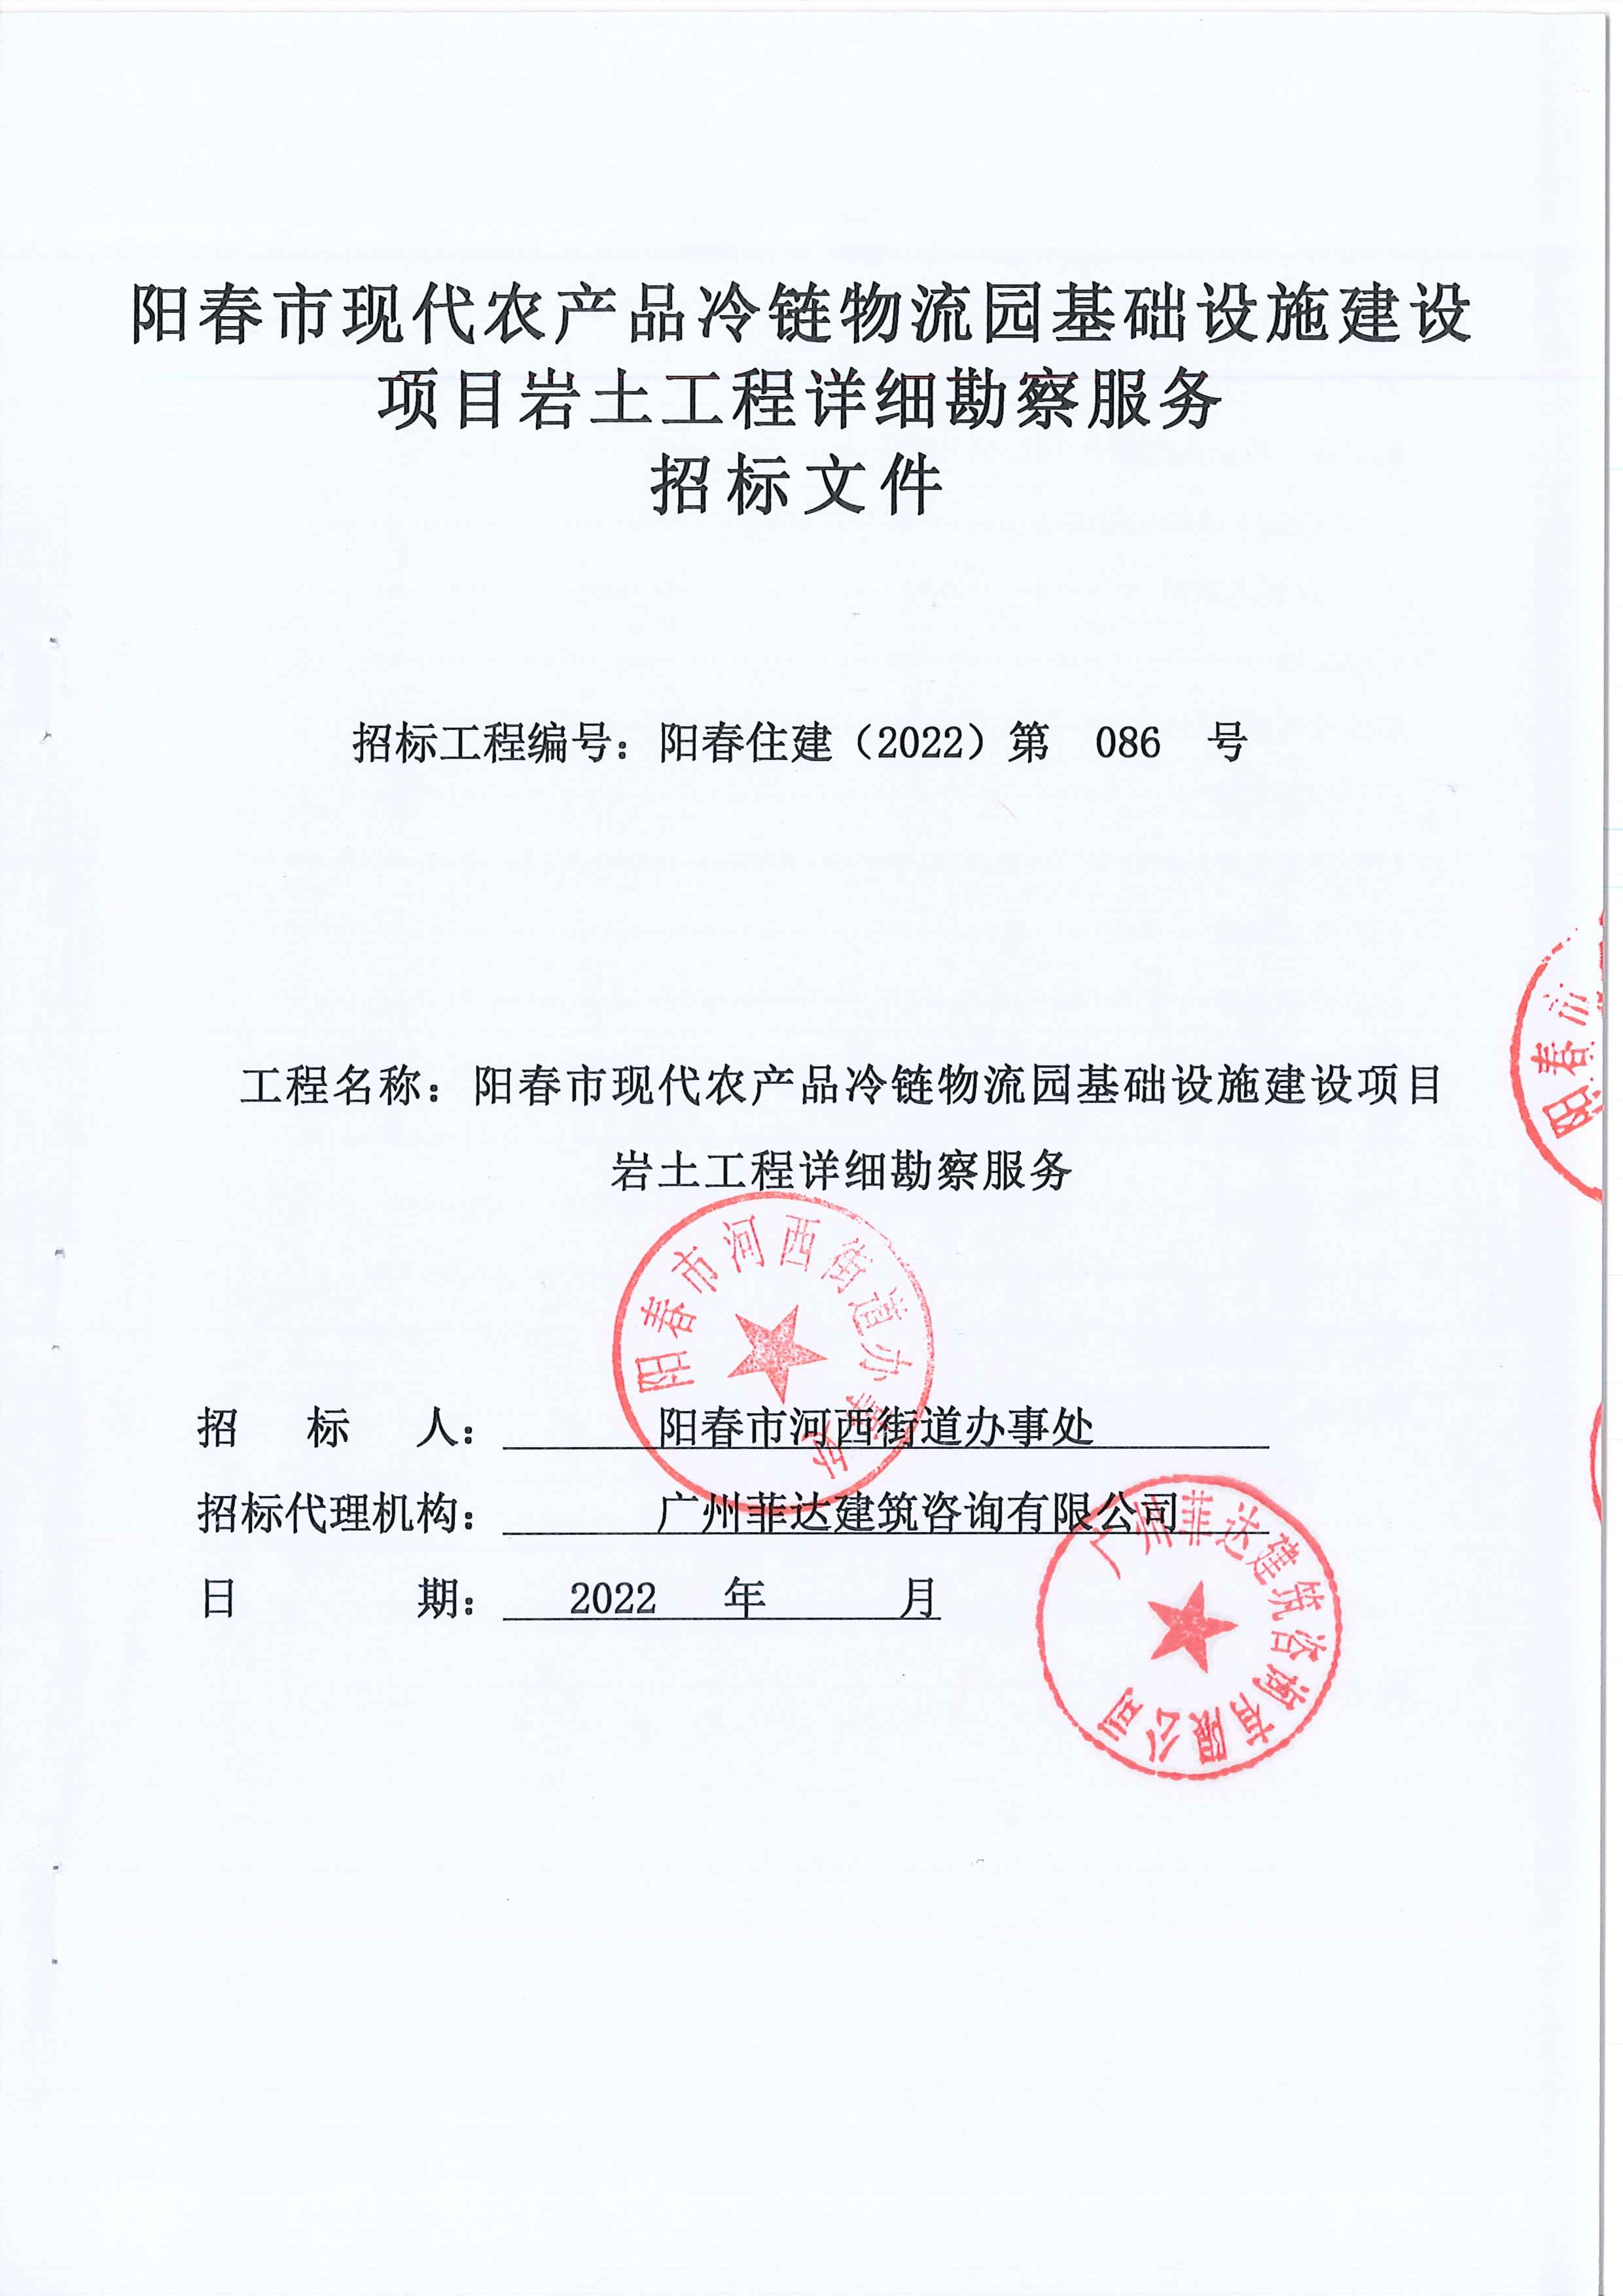 阳春市现代农产品冷链物流园基础设施建设
项目岩土工程详细勘察服务
招标文件
招标工程编号：阳春住建（2022）第 086 号
阳春市
工程名称：阳春市现代农产品冷链物流园基础设施建设项目
岩土工程详细勘察服务
阳春市河西街道办事处
招 标 人：阳春市河西街道办事处
招标代理机构：广州菲达建筑咨询有限公司
广州菲达建筑咨询有限公司
日 期：2022 年 月